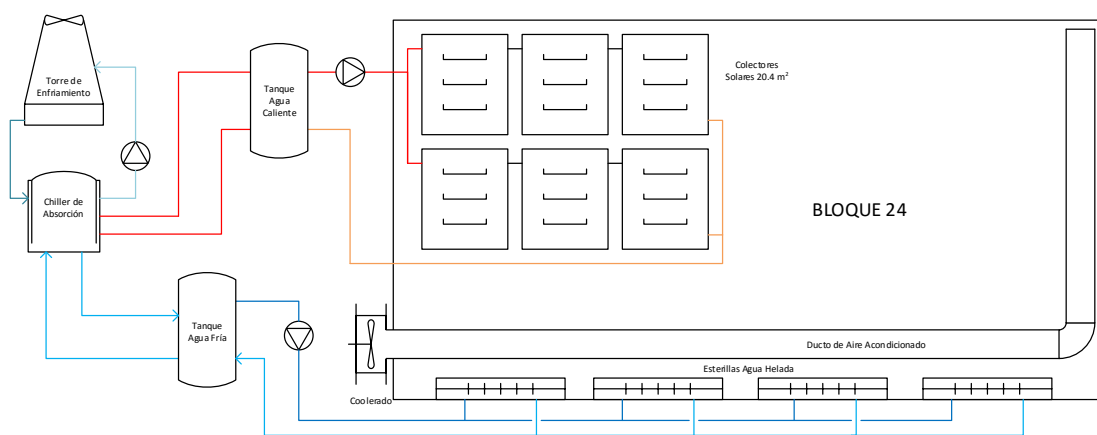 Torre de
Enfriamiento
Chiller de
Absorción
Tanque
Agua
Caliente
Tanque
Agua Fría
Colectores
Solares 20.4 m²
BLOQUE 24
Ducto de Aire Acondicionado
Esterillas Agua Helada
Coolerado